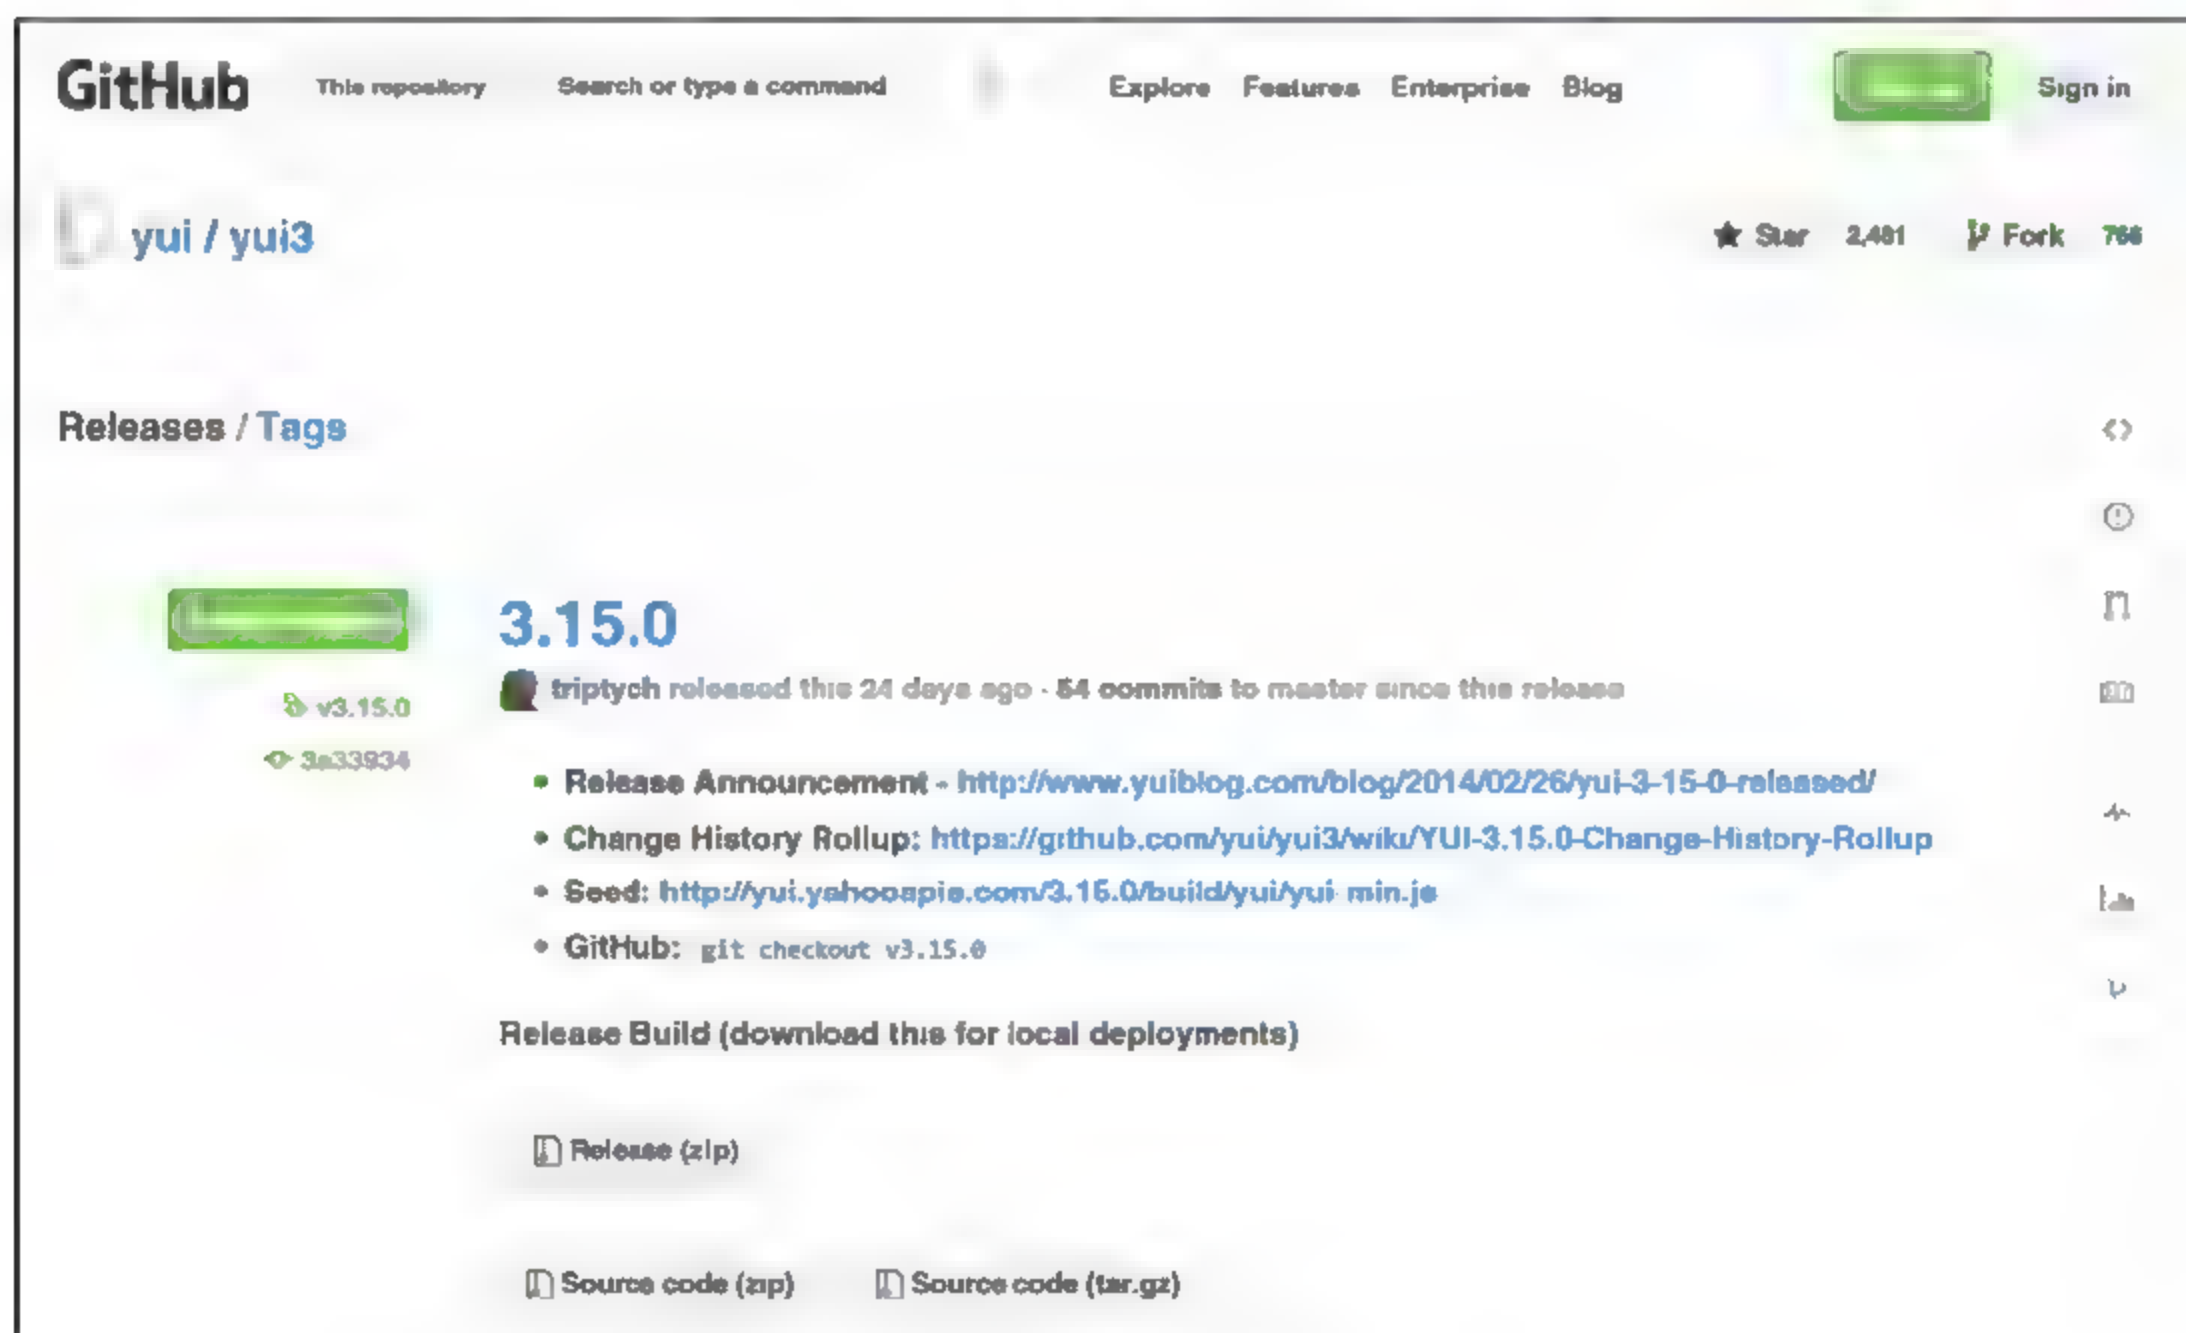 GitHub This repository Search or type a command Explore Features Enterprise Blog Sign in
yui / yui3 Star 2,481 Fork 766
Releases / Tags
3.15.0
triptych released this 24 days ago · 54 commits to master since this release
v3.15.0
3a33934
Release Announcement - http://www.yuiblog.com/blog/2014/02/26/yui-3-15-0-released/
Change History Rollup: https://github.com/yui/yui3/wiki/YUI-3.15.0-Change-History-Rollup
Seed: http://yui.yahooapis.com/3.15.0/build/yui/yui-min.js
GitHub: git checkout v3.15.0
Release Build (download this for local deployments)
Release (zip)
Source code (zip) Source code (tar.gz)